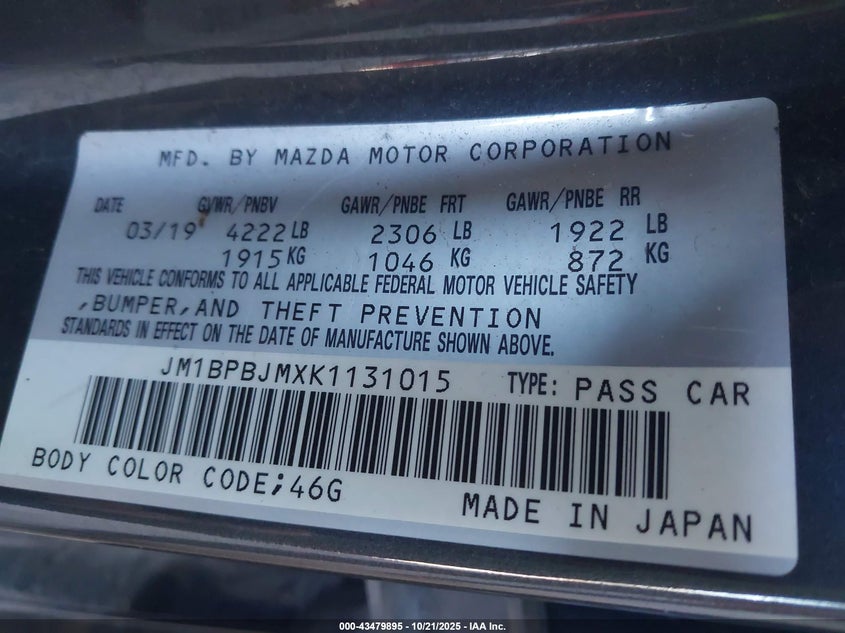 MFD. BY MAZDA MOTOR CORPORATION
DATE GVWR/PNBV GAWR/PNBE FRT GAWR/PNBE RR
03/19 4222 LB 2306 LB 1922 LB
1915 KG 1046 KG 872 KG
THIS VEHICLE CONFORMS TO ALL APPLICABLE FEDERAL MOTOR VEHICLE SAFETY
,BUMPER,AND THEFT PREVENTION
STANDARDS IN EFFECT ON THE DATE OF MANUFACTURE SHOWN ABOVE.
JM1BPBJMXK1131015 TYPE: PASS CAR
BODY COLOR CODE;46G MADE IN JAPAN
000-43479895 - 10/21/2025 - IAA Inc.